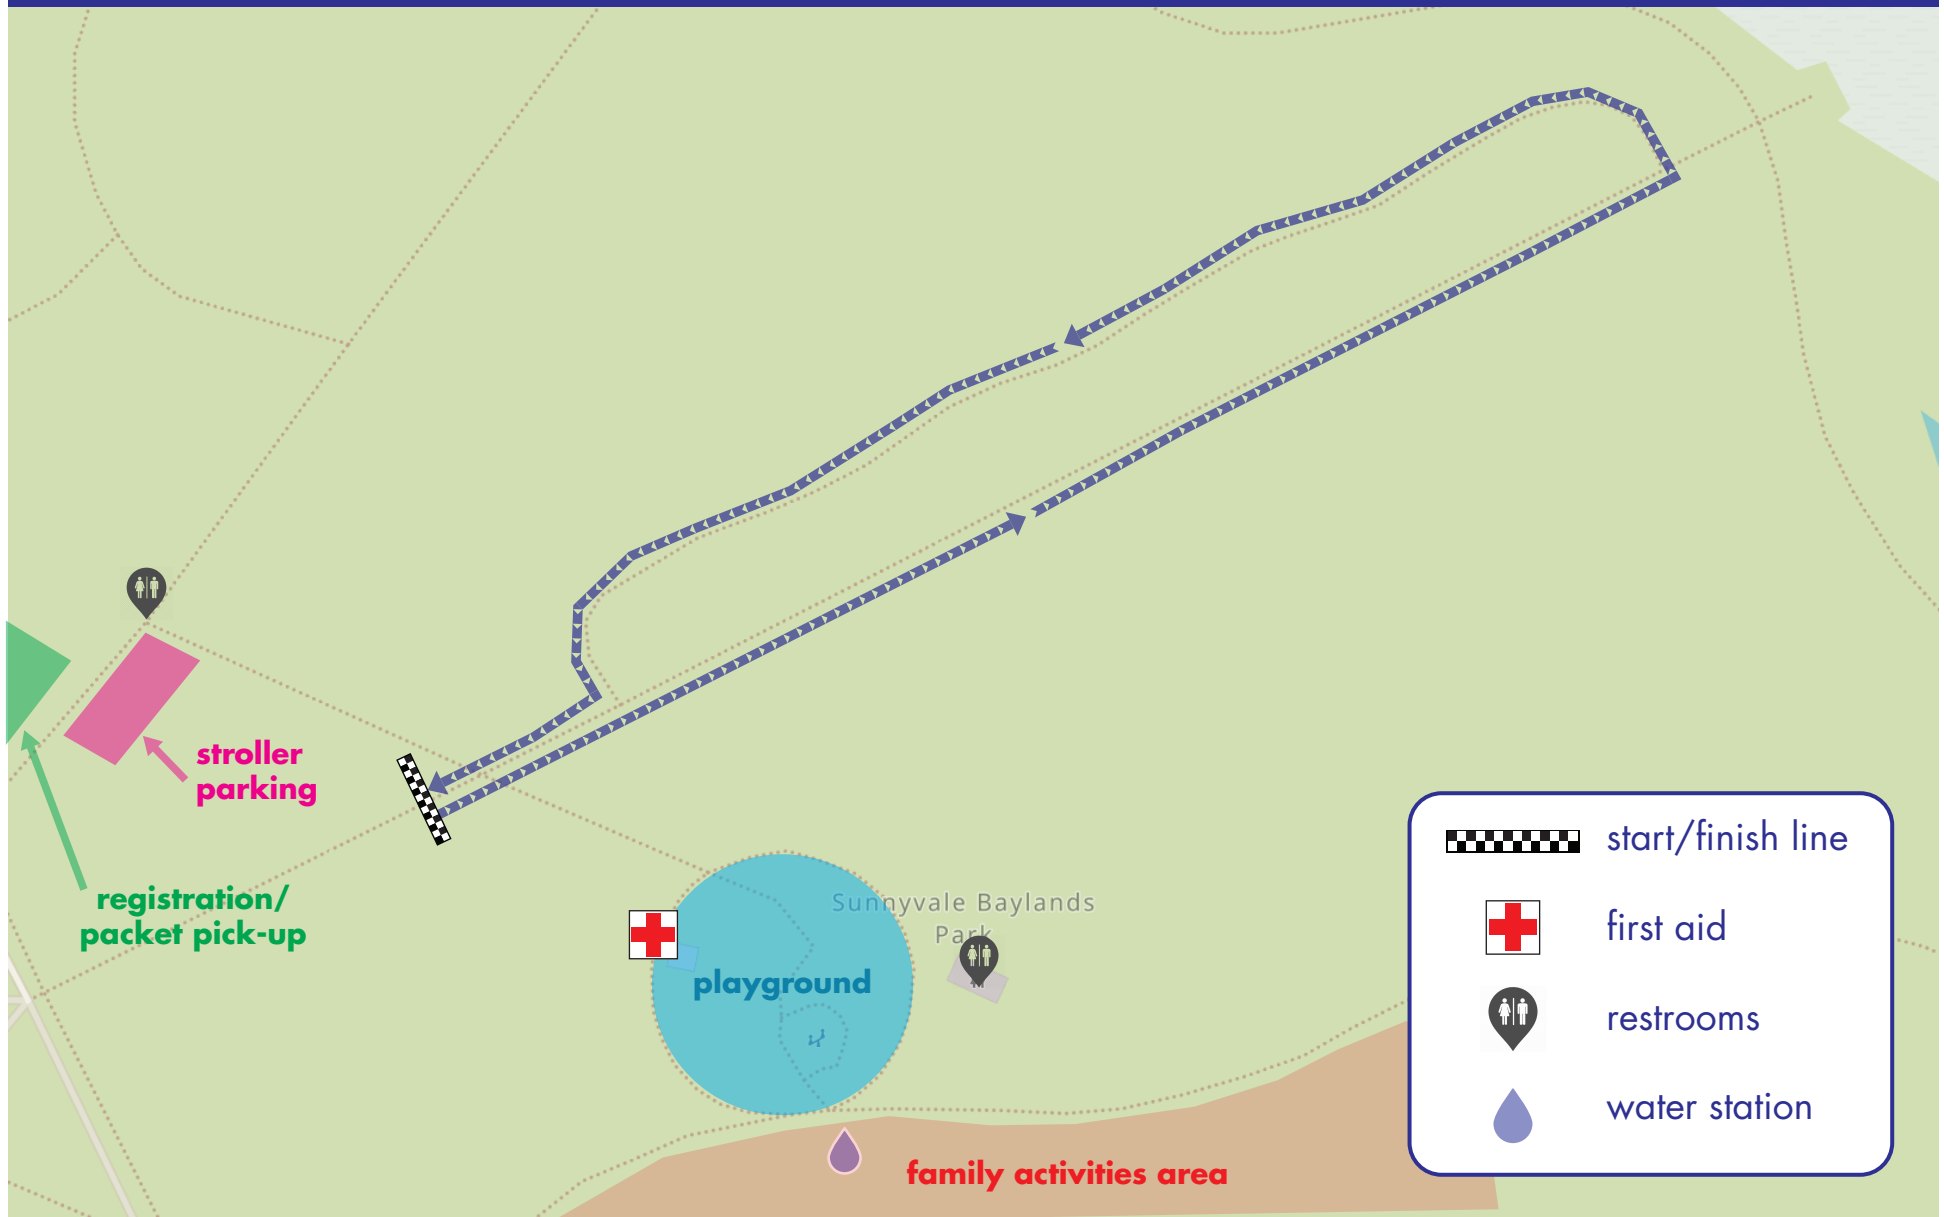 stroller
parking
registration/
packet pick-up
Sunnyvale Baylands
Park
playground
family activities area
start/finish line
first aid
restrooms
water station